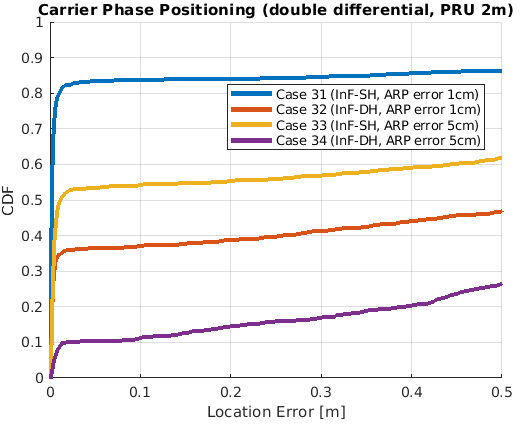 Carrier Phase Positioning (double differential, PRU 2m)
1
0.9
0.8
0.7
0.6
0.5
0.4
0.3
0.2
0.1
0
CDF
Case 31 (InF-SH, ARP error 1cm)
Case 32 (InF-DH, ARP error 1cm)
Case 33 (InF-SH, ARP error 5cm)
Case 34 (InF-DH, ARP error 5cm)
0 0.1 0.2 0.3 0.4 0.5
Location Error [m]